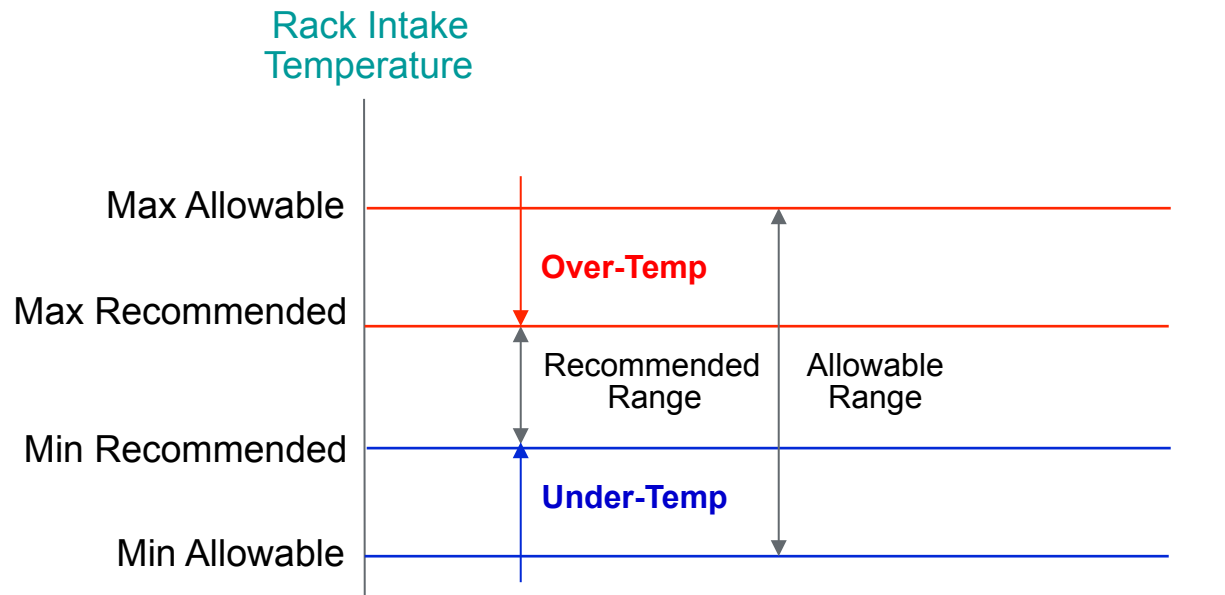 Rack Intake
Temperature
Max Allowable
Over-Temp
Max Recommended
Recommended
Range
Allowable
Range
Min Recommended
Under-Temp
Min Allowable